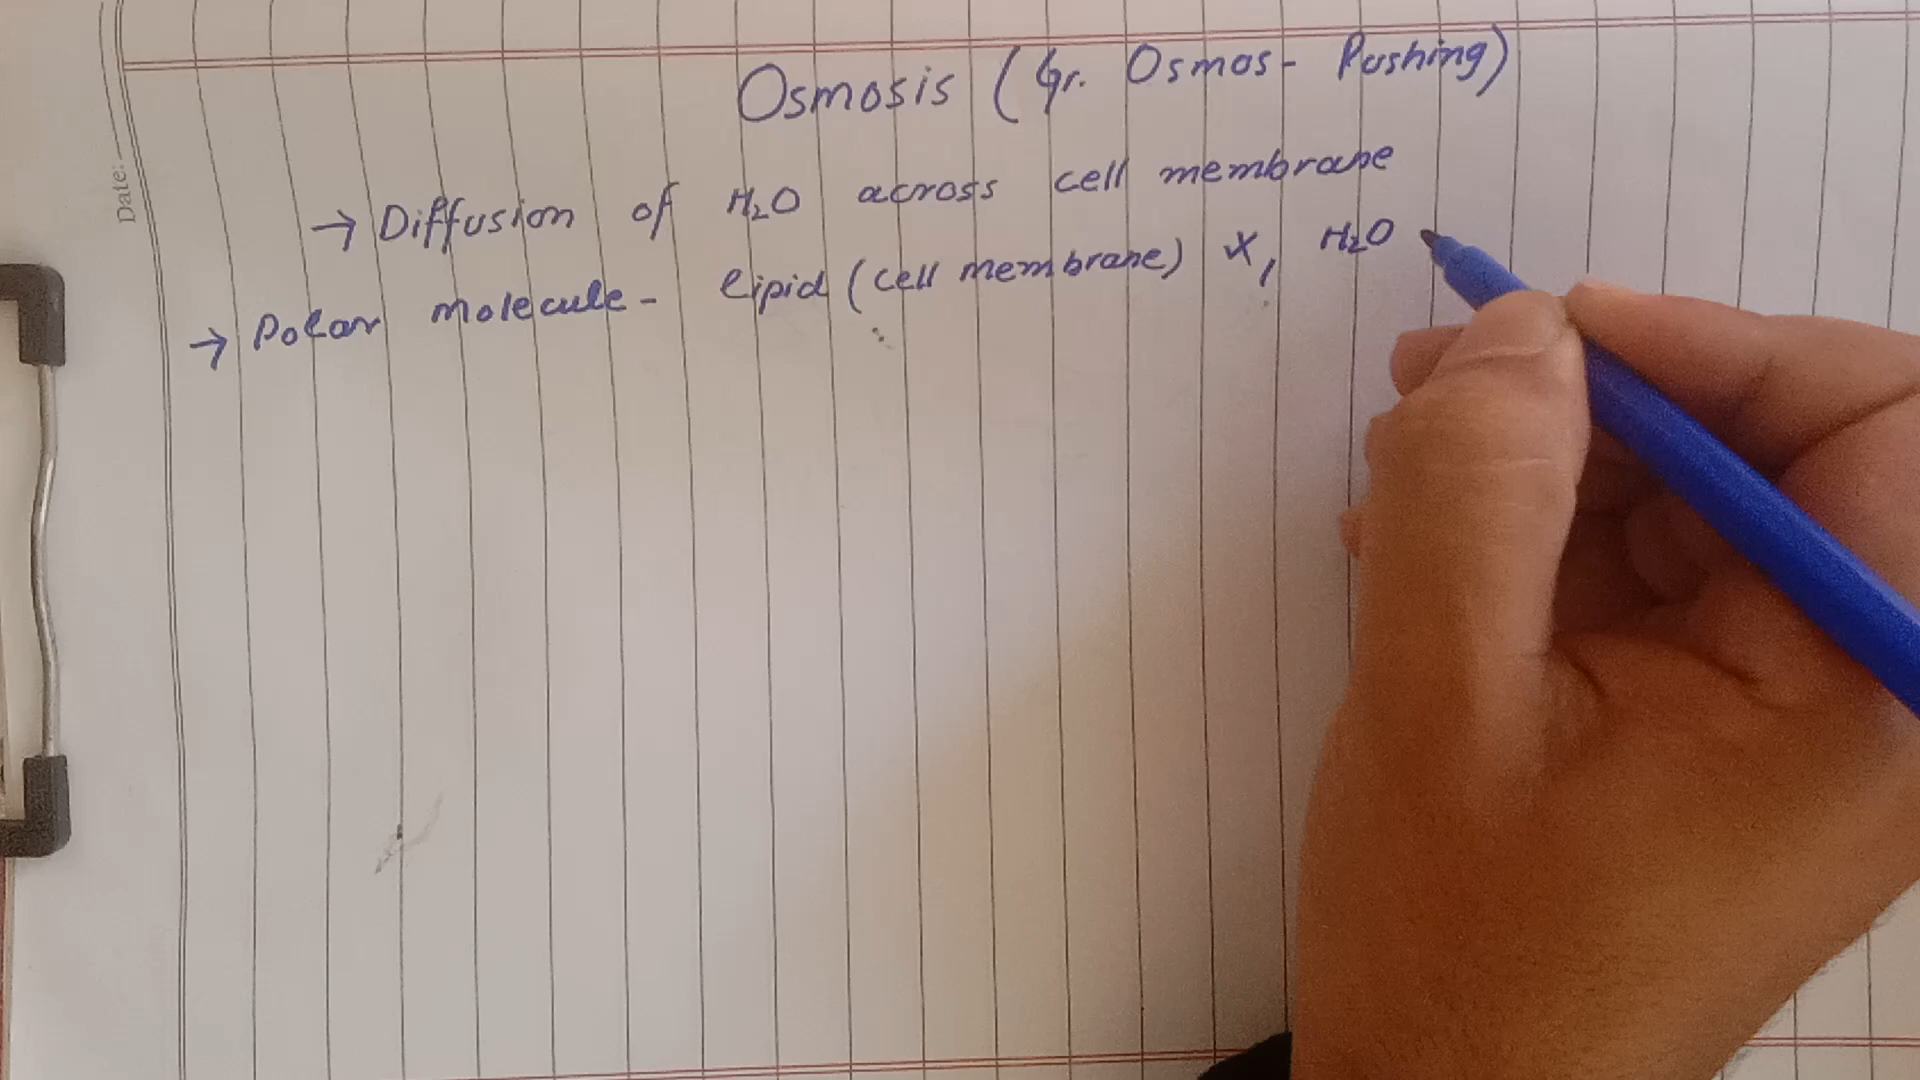 Date:
Osmosis (Gr. Osmos- Pushing)
→ Diffusion of H₂O across cell membrane
→ Polar molecule - lipid (cell membrane) X, H₂O